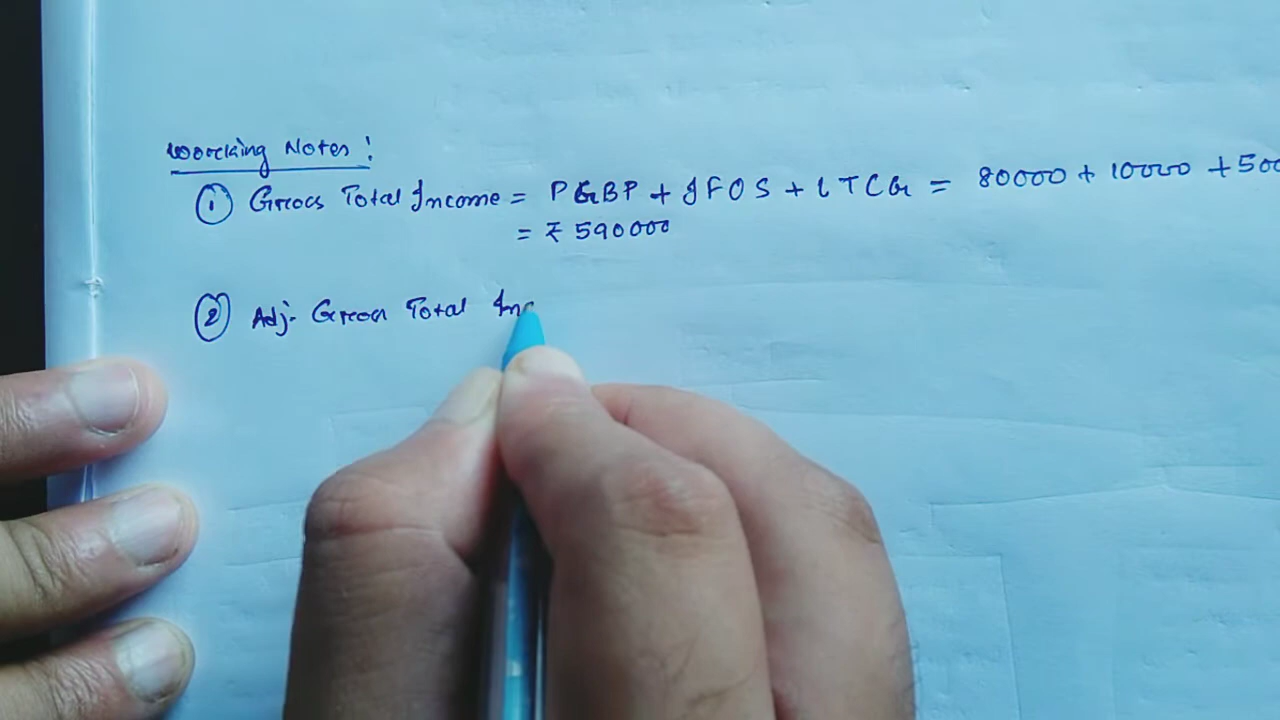 Working Notes:
① Gross Total Income = PGBP + IFOS + LTCG = 80000 + 10000 + 500
= ₹ 590000
② Adj. Gross Total Inc